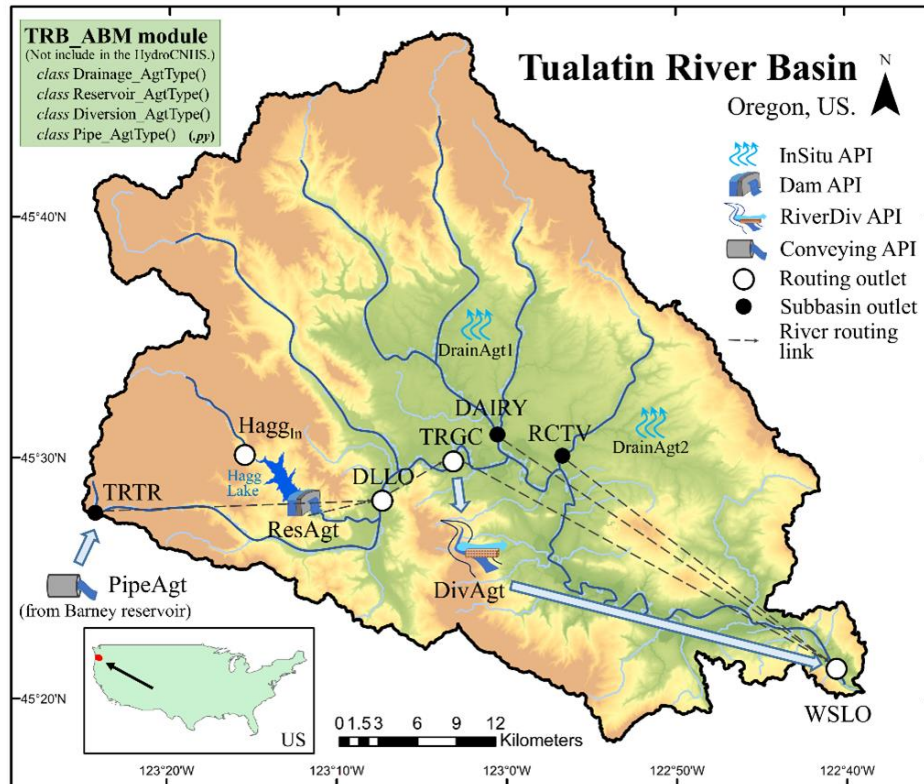 TRB_ABM module
(Not include in the HydroCNHS.)
class Drainage_AgtType()
class Reservoir_AgtType()
class Diversion_AgtType()
class Pipe_AgtType() (.py)
Tualatin River Basin
Oregon, US.
N
InSitu API
Dam API
RiverDiv API
Conveying API
Routing outlet
Subbasin outlet
River routing
link
45°40'N
45°30'N
45°20'N
DrainAgt1
DAIRY
TRGC
RCTV
DrainAgt2
HaggIn
Hagg
Lake
DLLO
TRTR
ResAgt
PipeAgt
(from Barney reservoir)
DivAgt
WSLO
US
0 1.5 3 6 9 12
Kilometers
123°20'W
123°10'W
123°0'W
122°50'W
122°40'W